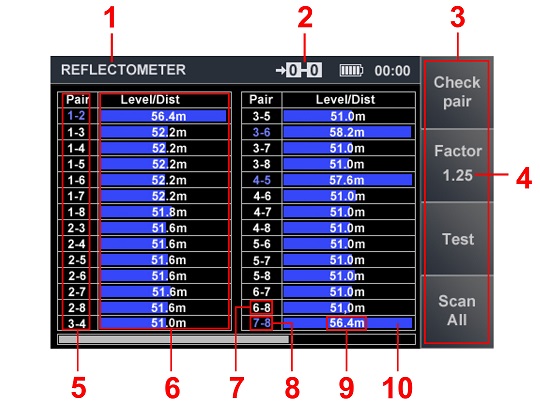 1
2
3
REFLECTOMETER
0-0
00:00
Check
pair
Pair Level/Dist Pair Level/Dist
1-2 56.4m 3-5 51.0m
1-3 52.2m 3-6 58.2m
1-4 52.2m 3-7 51.0m
1-5 52.2m 3-8 51.0m
1-6 52.2m 4-5 57.6m
1-7 52.2m 4-6 51.0m
1-8 51.8m 4-7 51.0m
2-3 51.6m 4-8 51.0m
2-4 51.6m 5-6 51.0m
2-5 51.6m 5-7 51.0m
2-6 51.6m 5-8 51.0m
2-7 51.6m 6-7 51.0m
2-8 51.6m 6-8 51,0m
3-4 51.0m 7-8 56.4m
Factor
1.25
4
Test
Scan
All
5
6
7
8
9
10